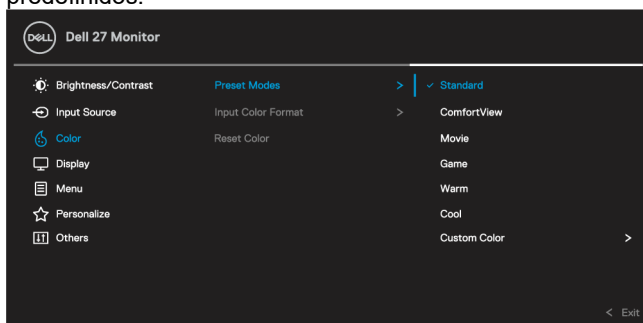 predefinidos.
DELL Dell 27 Monitor
Brightness/Contrast Preset Modes > ✓ Standard
Input Source Input Color Format > ComfortView
Color Reset Color Movie
Display Game
Menu Warm
Personalize Cool
Others Custom Color >
< Exit